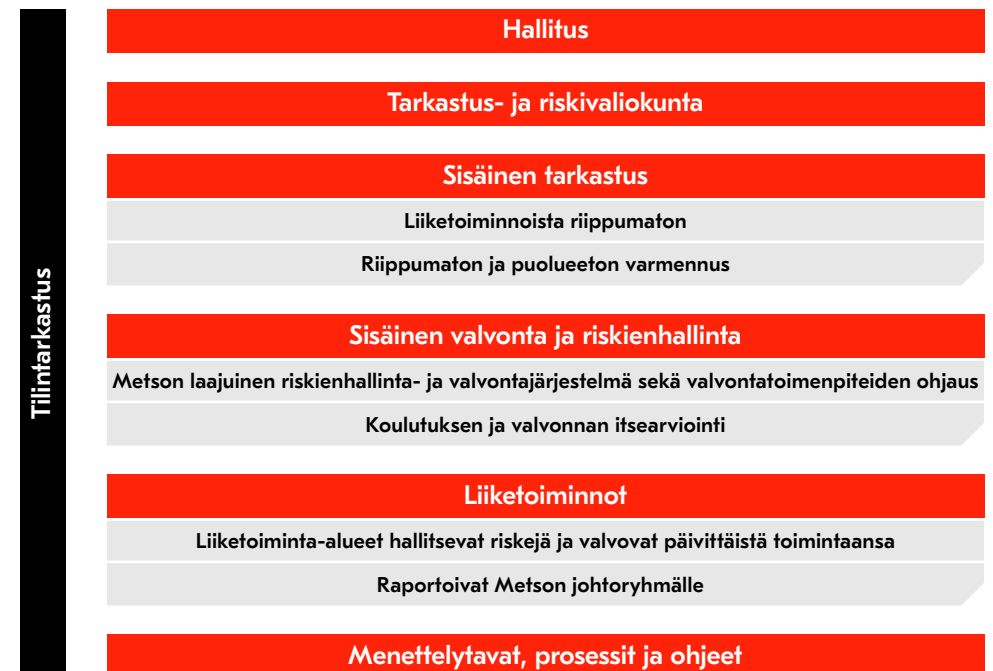 Tilintarkastus
Hallitus
Tarkastus- ja riskivaliokunta
Sisäinen tarkastus
Liiketoiminnoista riippumaton
Riippumaton ja puolueeton varmennus
Sisäinen valvonta ja riskienhallinta
Metson laajuinen riskienhallinta- ja valvontajärjestelmä sekä valvontatoimenpiteiden ohjaus
Koulutuksen ja valvonnan itsearviointi
Liiketoiminnot
Liiketoiminta-alueet hallitsevat riskejä ja valvovat päivittäistä toimintaansa
Raportoivat Metson johtoryhmälle
Menettelytavat, prosessit ja ohjeet